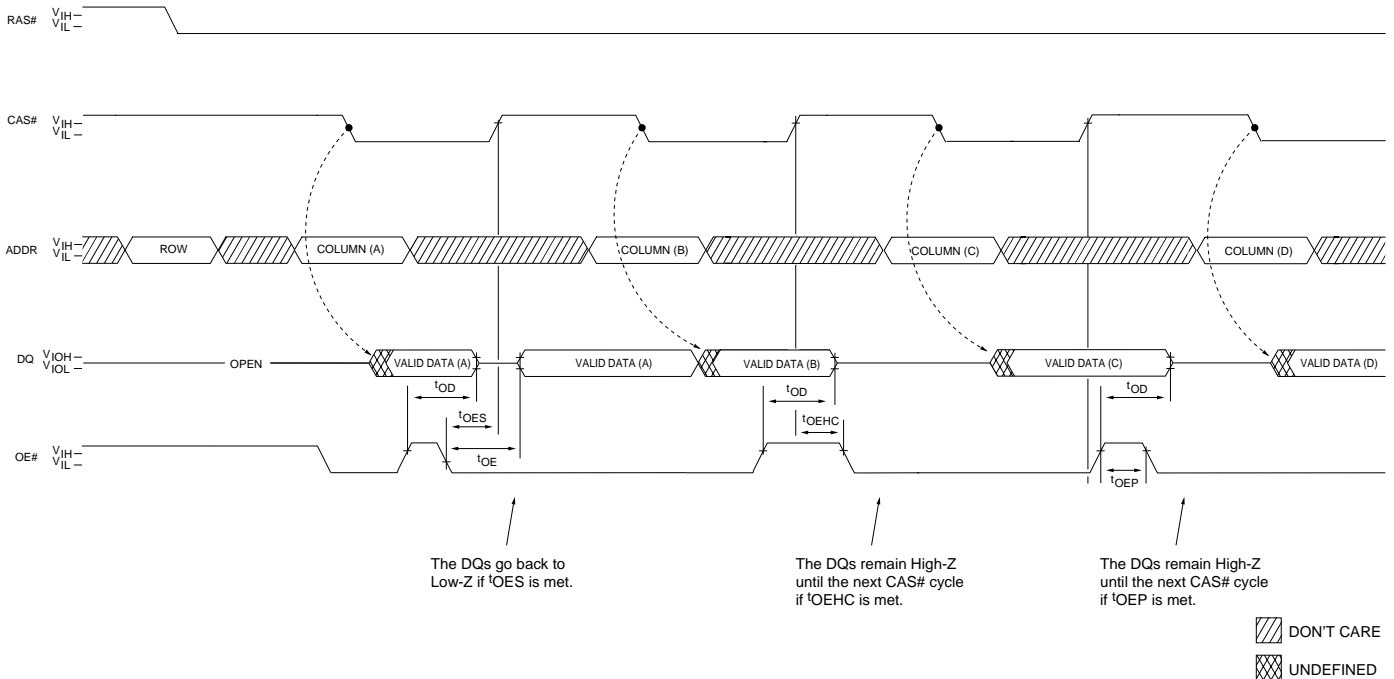 RAS# VIH VIL
CAS# VIH VIL
ADDR VIH VIL ROW COLUMN (A) COLUMN (B) COLUMN (C) COLUMN (D)
DQ VIOH VIOL OPEN VALID DATA (A) VALID DATA (A) VALID DATA (B) VALID DATA (C) VALID DATA (D)
tOD tOD tOD
tOES tOEHC
OE# VIH VIL tOE tOEP
The DQs go back to
Low-Z if tOES is met.
The DQs remain High-Z
until the next CAS# cycle
if tOEHC is met.
The DQs remain High-Z
until the next CAS# cycle
if tOEP is met.
DON'T CARE
UNDEFINED